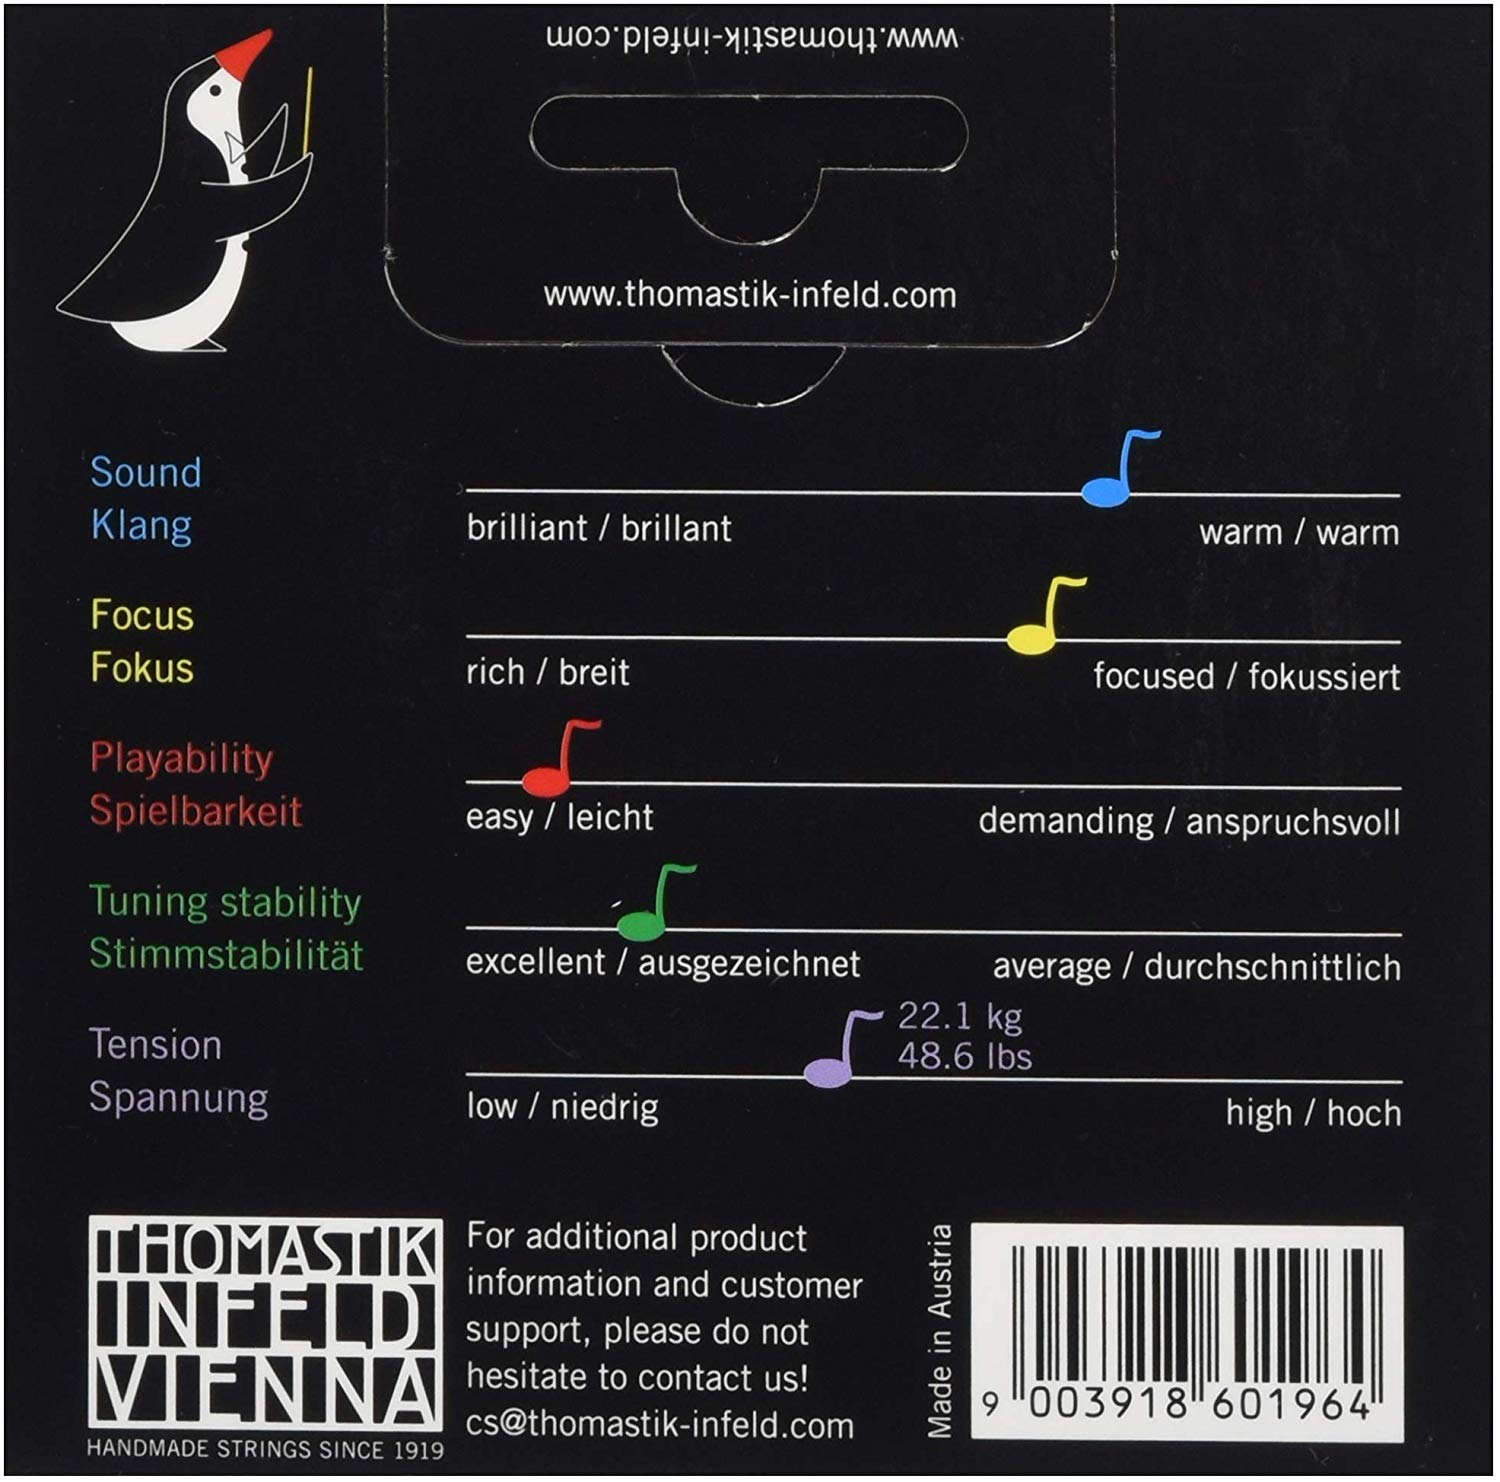 www.thomastik-infeld.com
www.thomastik-infeld.com
Sound
Klang
brilliant / brillant
warm / warm
Focus
Fokus
rich / breit
focused / fokussiert
Playability
Spielbarkeit
easy / leicht
demanding / anspruchsvoll
Tuning stability
Stimmstabilität
excellent / ausgezeichnet
average / durchschnittlich
Tension
Spannung
22.1 kg
48.6 lbs
low / niedrig
high / hoch
THOMASTIK
INFELD
VIENNA
HANDMADE STRINGS SINCE 1919
For additional product
information and customer
support, please do not
hesitate to contact us!
cs@thomastik-infeld.com
Made in Austria
9 003918 601964